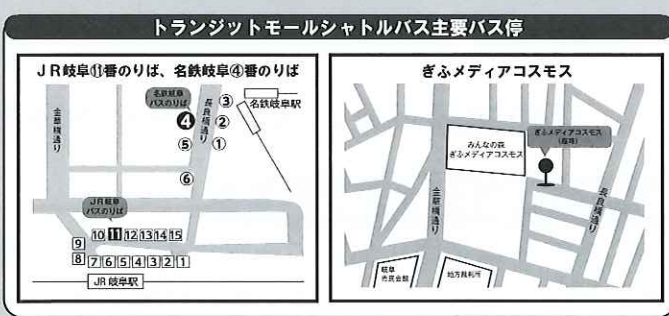 トランジットモールシャトルバス主要バス停
JR岐阜⑪番のりば、名鉄岐阜④番のりば
名鉄岐阜
バスのりば
④
⑤
⑥
③
②
①
長良橋通り
名鉄岐阜駅
金華橋通り
JR岐阜
バスのりば
9
10 11 12 13 14 15
8
7 6 5 4 3 2 1
JR岐阜駅
ぎふメディアコスモス
みんなの森
ぎふメディアコスモス
ぎふメディアコスモス
金華橋通り
長良橋通り
岐阜
市民会館
地方裁判所